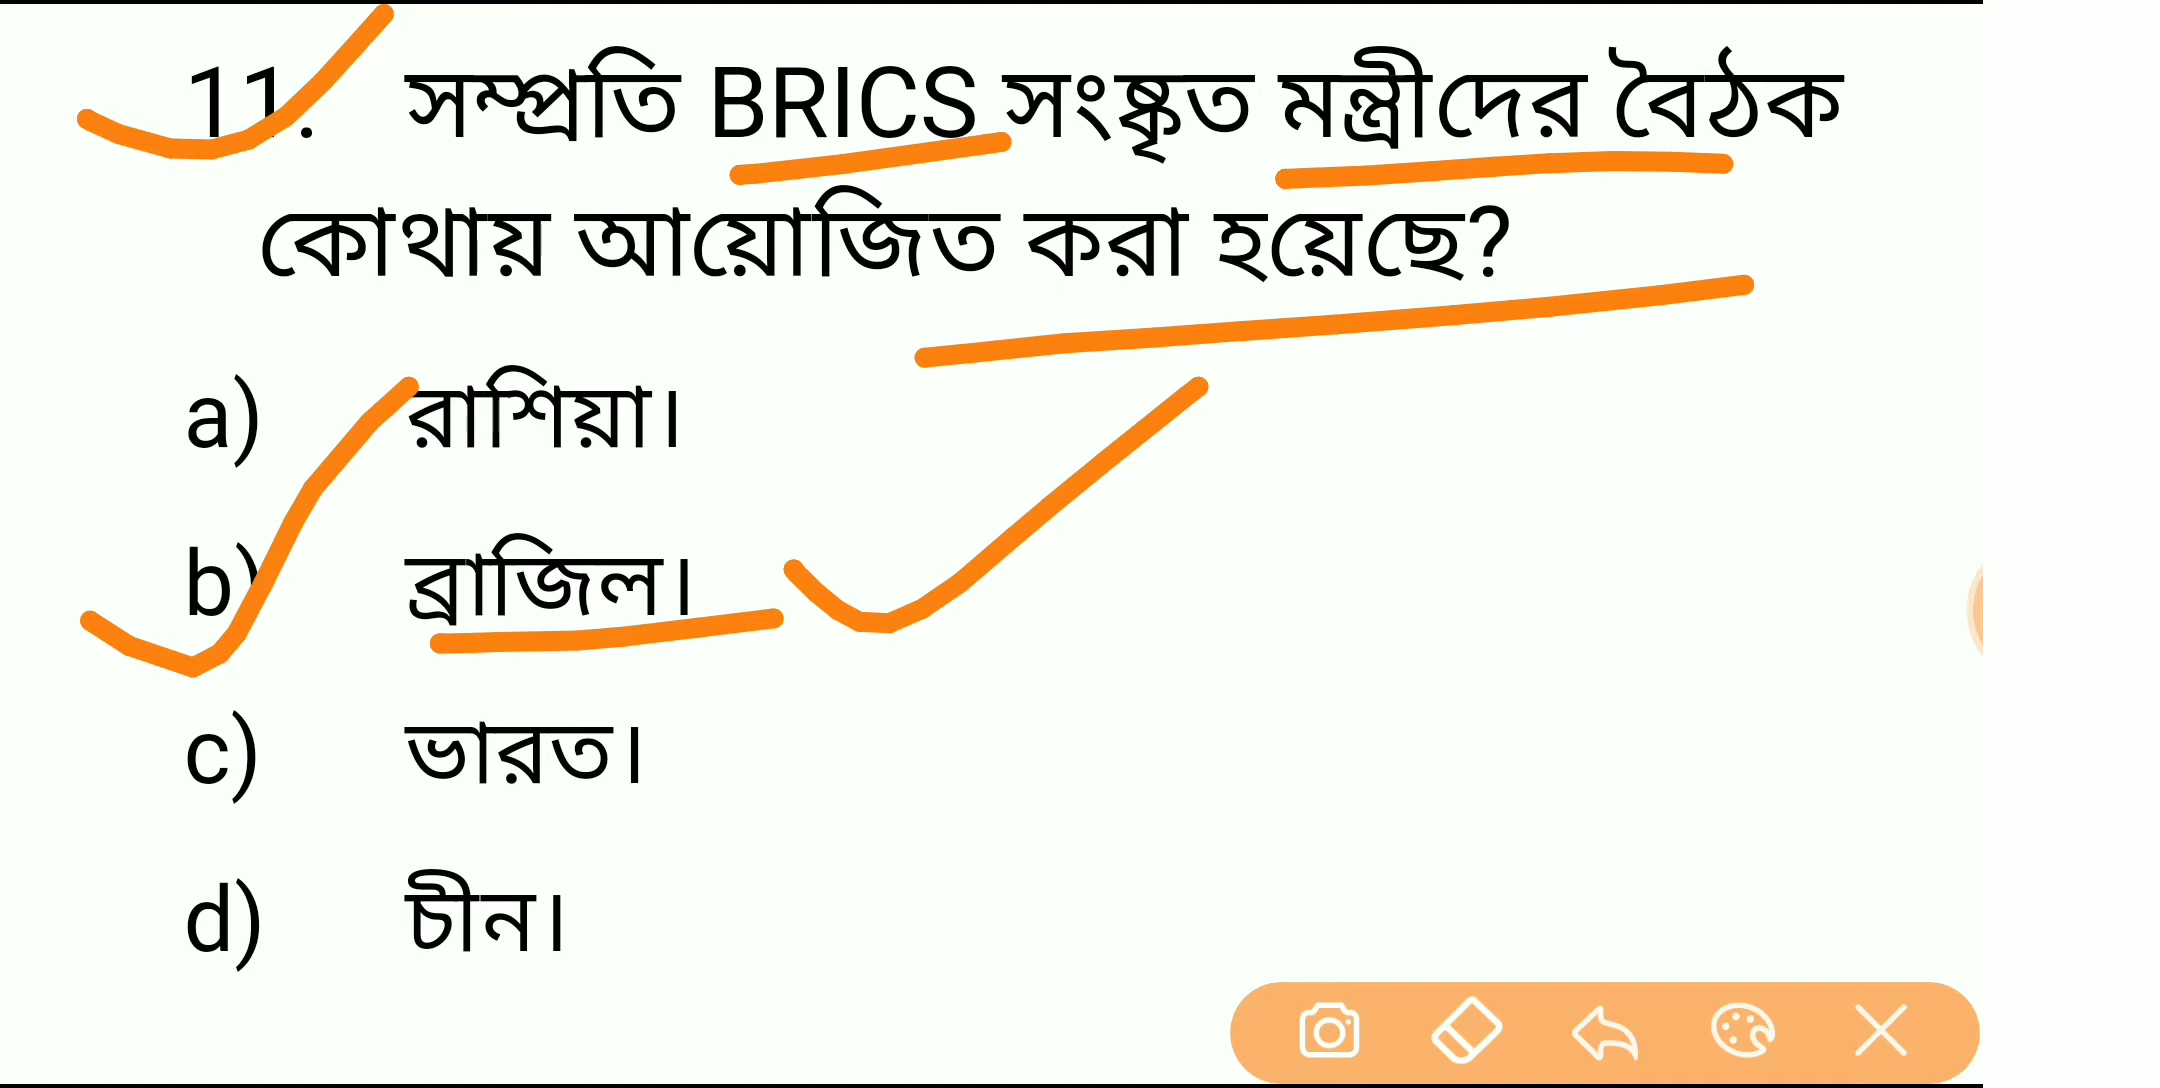 11. সম্প্রতি BRICS সংষ্কৃত মন্ত্রীদের বৈঠক
কোথায় আয়োজিত করা হয়েছে?
a) রাশিয়া।
b) ব্রাজিল।
c) ভারত।
d) চীন।